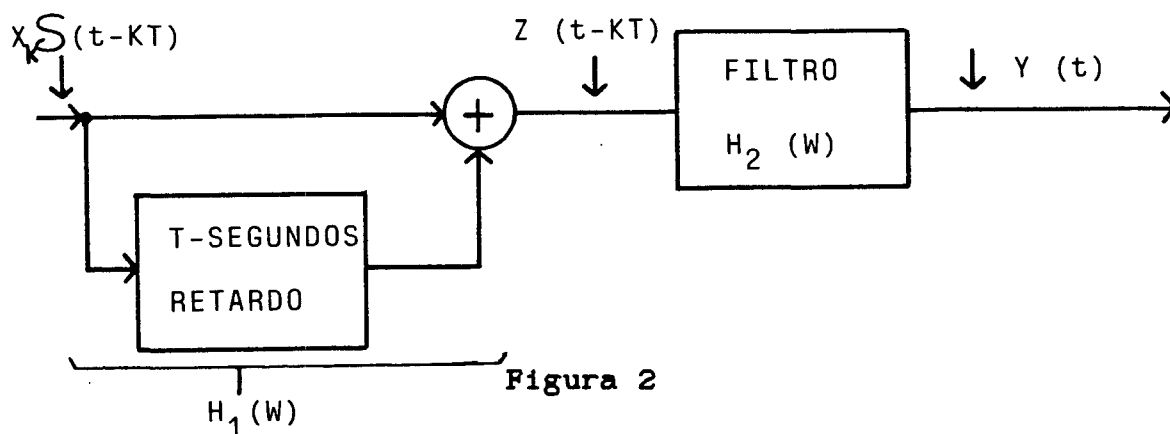 XkS(t-KT)
Z (t-KT)
+
FILTRO
H2 (W)
Y (t)
T-SEGUNDOS
RETARDO
H1(W)
Figura 2